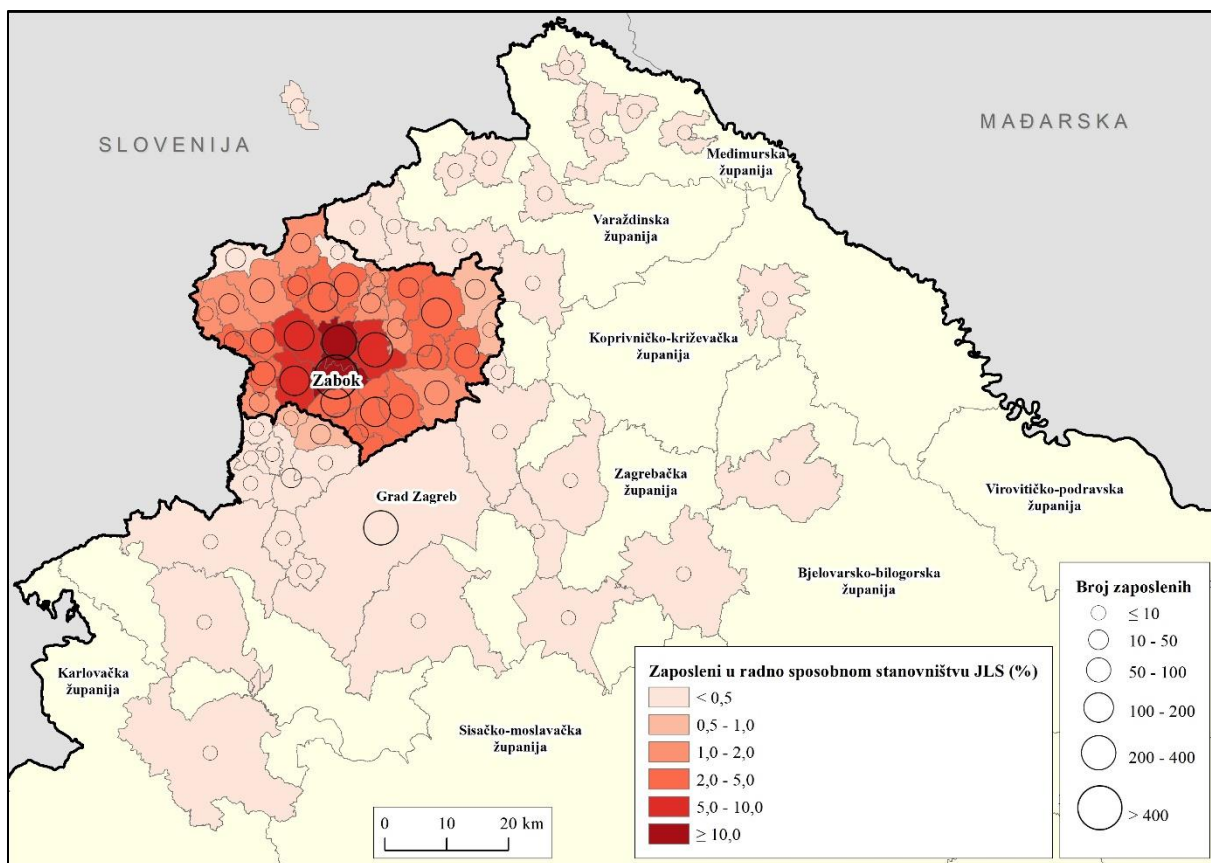 SLOVENIJA
MAĐARSKA
Međimurska
županija
Varaždinska
županija
Koprivničko-križevačka
županija
Zabok
Zagrebačka
županija
Virovitičko-podravska
županija
Grad Zagreb
Bjelovarsko-bilogorska
županija
Karlovačka
županija
Sisačko-moslavačka
županija
0 10 20 km
Zaposleni u radno sposobnom stanovništvu JLS (%)
< 0,5
0,5 - 1,0
1,0 - 2,0
2,0 - 5,0
5,0 - 10,0
≥ 10,0
Broj zaposlenih
≤ 10
10 - 50
50 - 100
100 - 200
200 - 400
> 400